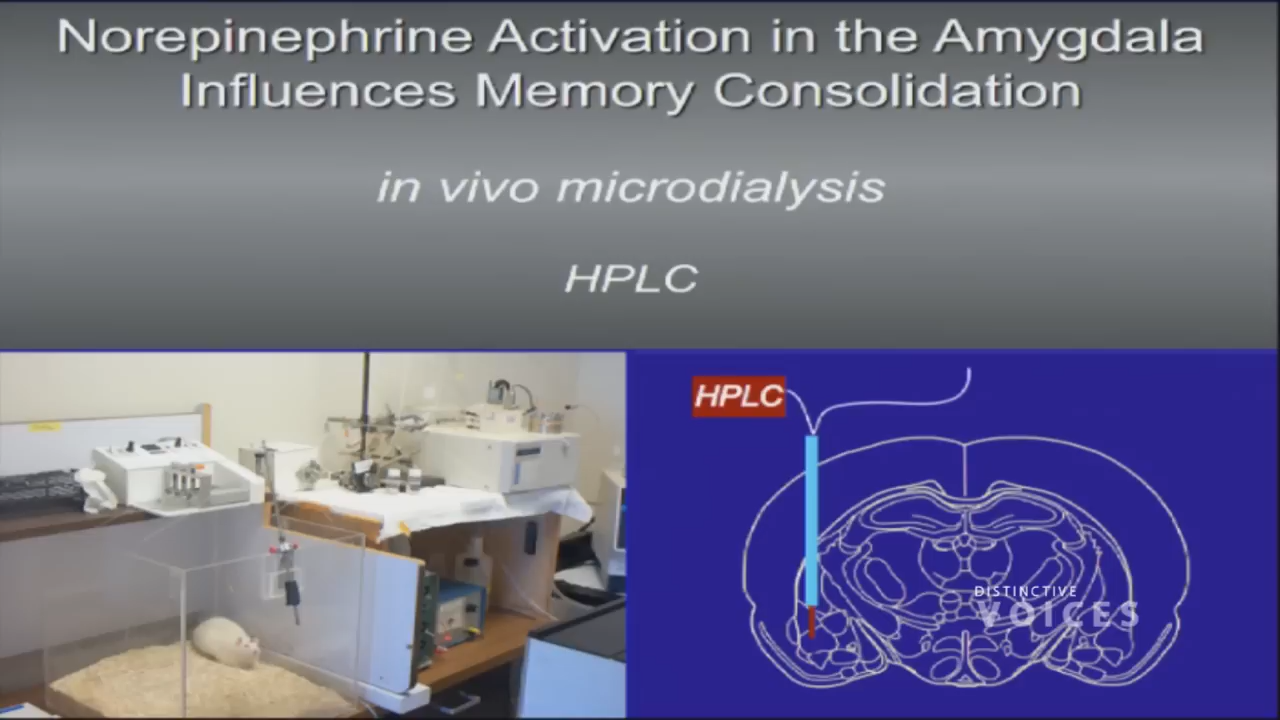 Norepinephrine Activation in the Amygdala
Influences Memory Consolidation
in vivo microdialysis
HPLC
HPLC
DISTINCTIVE
VOICES